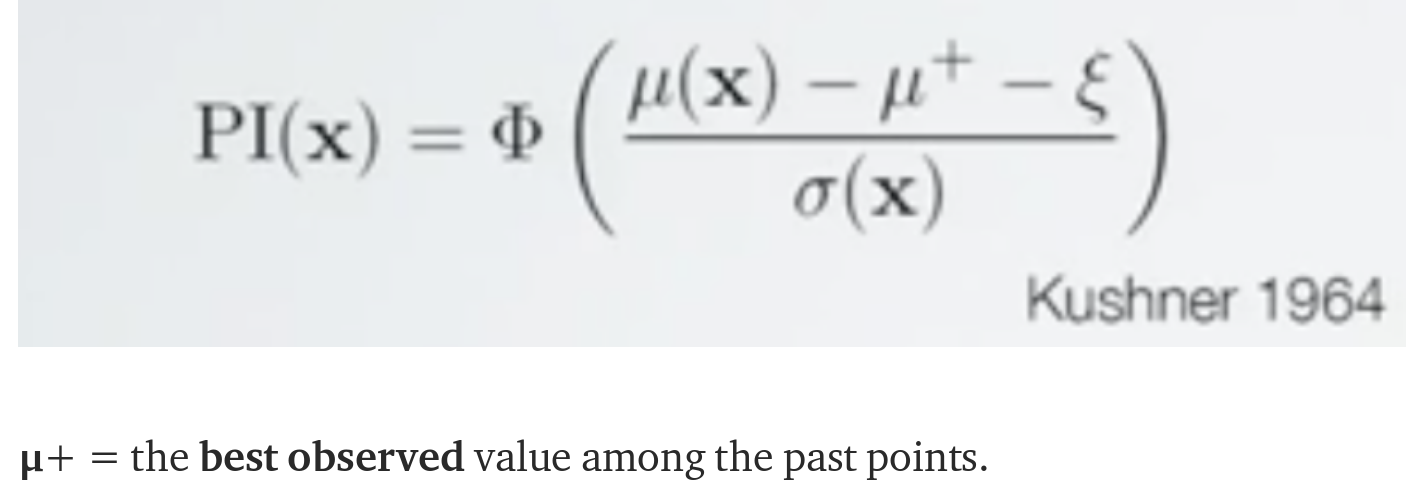 PI(x) = Φ ( μ(x) − μ⁺ − ξ / σ(x) )
Kushner 1964
μ+ = the best observed value among the past points.